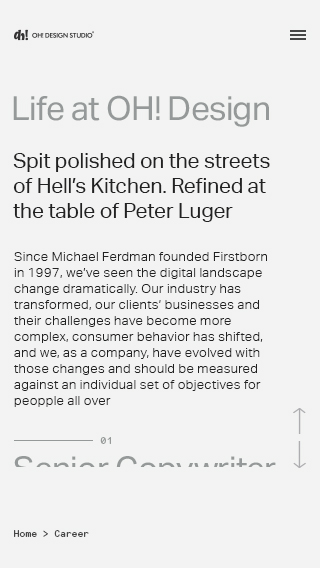 oh! OH! DESIGN STUDIO°
Life at OH! Design
Spit polished on the streets
of Hell's Kitchen. Refined at
the table of Peter Luger
Since Michael Ferdman founded Firstborn
in 1997, we've seen the digital landscape
change dramatically. Our industry has
transformed, our clients' businesses and
their challenges have become more
complex, consumer behavior has shifted,
and we, as a company, have evolved with
those changes and should be measured
against an individual set of objectives for
peopple all over
01
Senior Copywriter
Home > Career